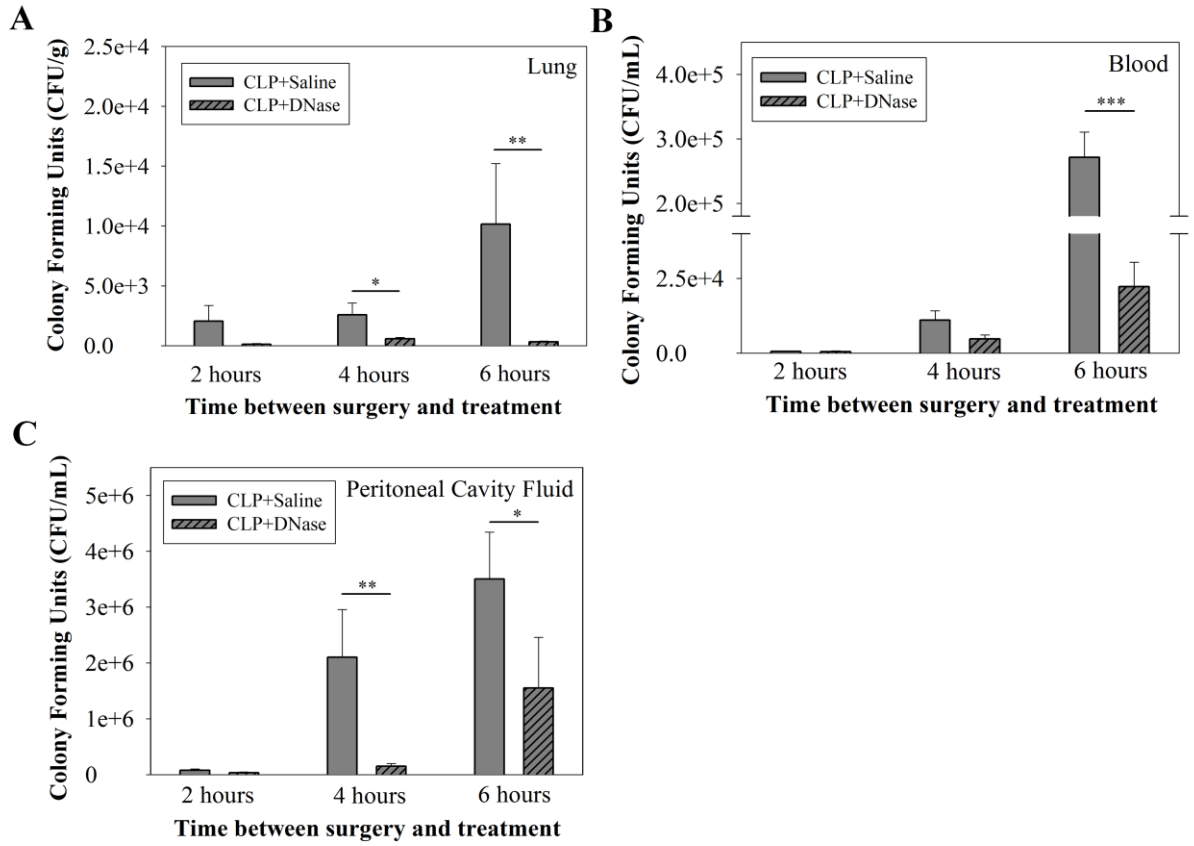 A
Colony Forming Units (CFU/g)
2.5e+4
2.0e+4
1.5e+4
1.0e+4
5.0e+3
0.0
CLP+Saline
CLP+DNase
Lung
*
**
2 hours
4 hours
6 hours
Time between surgery and treatment
B
Colony Forming Units (CFU/mL)
4.0e+5
3.0e+5
2.0e+5
2.5e+4
0.0
CLP+Saline
CLP+DNase
Blood
***
2 hours
4 hours
6 hours
Time between surgery and treatment
C
Colony Forming Units (CFU/mL)
5e+6
4e+6
3e+6
2e+6
1e+6
0
CLP+Saline
CLP+DNase
Peritoneal Cavity Fluid
**
*
2 hours
4 hours
6 hours
Time between surgery and treatment